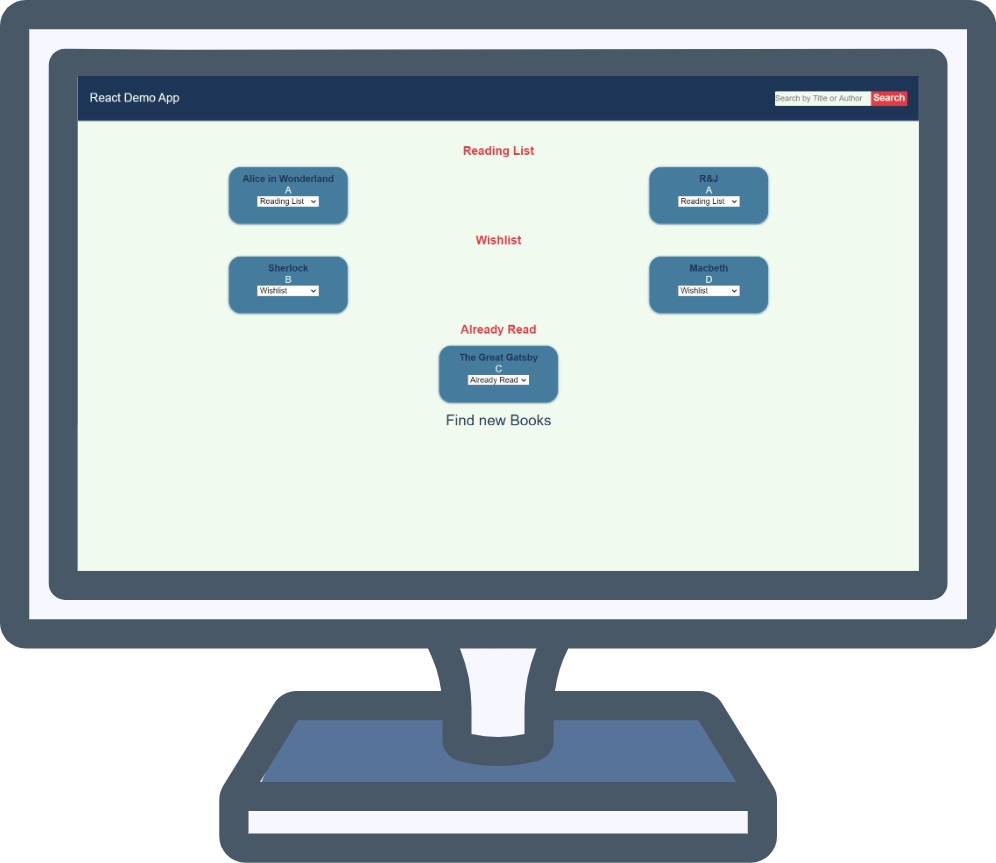 React Demo App
Search by Title or Author Search
Reading List
Alice in Wonderland
A
Reading List
R&J
A
Reading List
Wishlist
Sherlock
B
Wishlist
Macbeth
D
Wishlist
Already Read
The Great Gatsby
C
Already Read
Find new Books